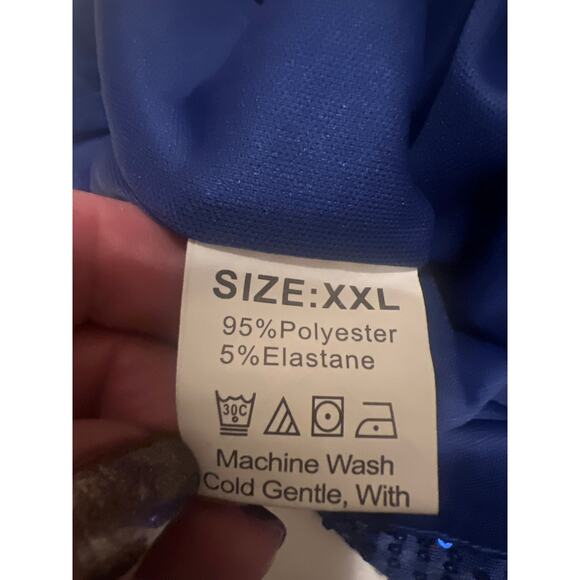 SIZE:XXL
95%Polyester
5%Elastane
30C
Machine Wash
Cold Gentle, With